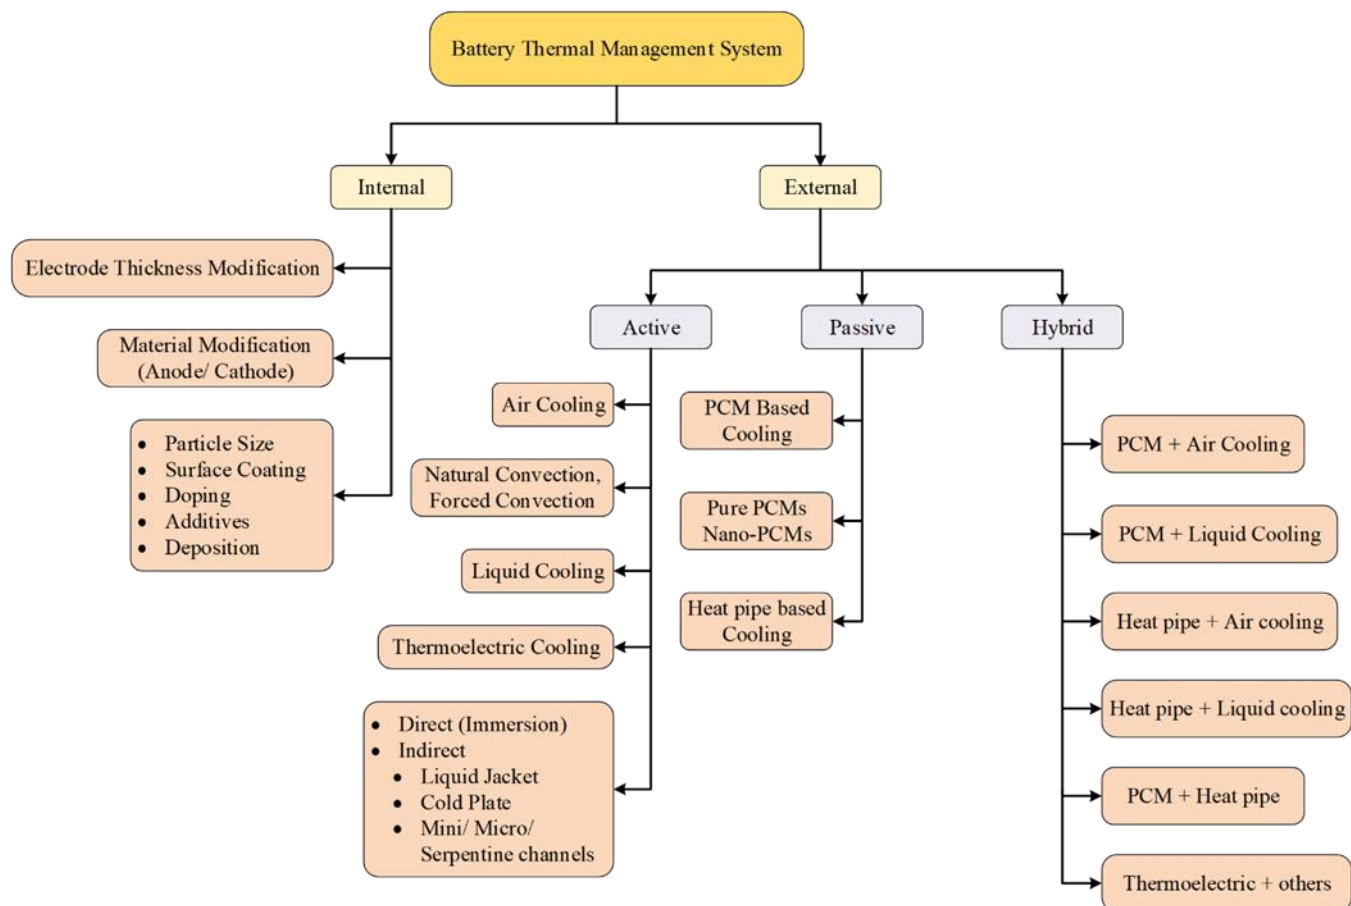 Battery Thermal Management System
Internal
External
Electrode Thickness Modification
Material Modification
(Anode/ Cathode)
• Particle Size
• Surface Coating
• Doping
• Additives
• Deposition
Active
Passive
Hybrid
Air Cooling
Natural Convection,
Forced Convection
Liquid Cooling
Thermoelectric Cooling
• Direct (Immersion)
• Indirect
• Liquid Jacket
• Cold Plate
• Mini/ Micro/
Serpentine channels
PCM Based
Cooling
Pure PCMs
Nano-PCMs
Heat pipe based
Cooling
PCM + Air Cooling
PCM + Liquid Cooling
Heat pipe + Air cooling
Heat pipe + Liquid cooling
PCM + Heat pipe
Thermoelectric + others